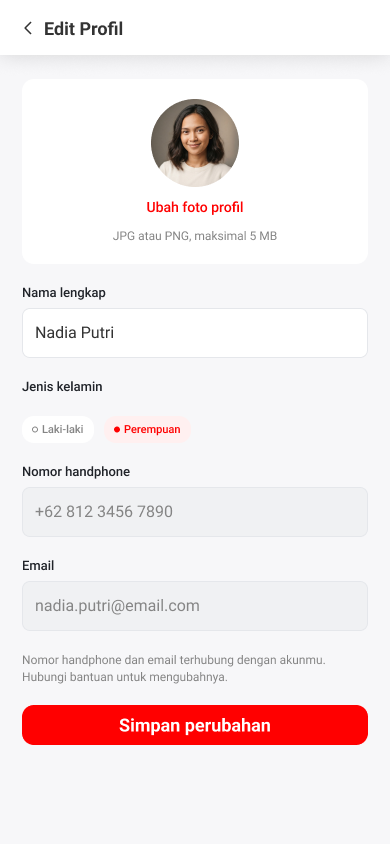 Edit Profil
Ubah foto profil
JPG atau PNG, maksimal 5 MB
Nama lengkap
Nadia Putri
Jenis kelamin
Laki-laki
Perempuan
Nomor handphone
+62 812 3456 7890
Email
nadia.putri@email.com
Nomor handphone dan email terhubung dengan akunmu.
Hubungi bantuan untuk mengubahnya.
Simpan perubahan